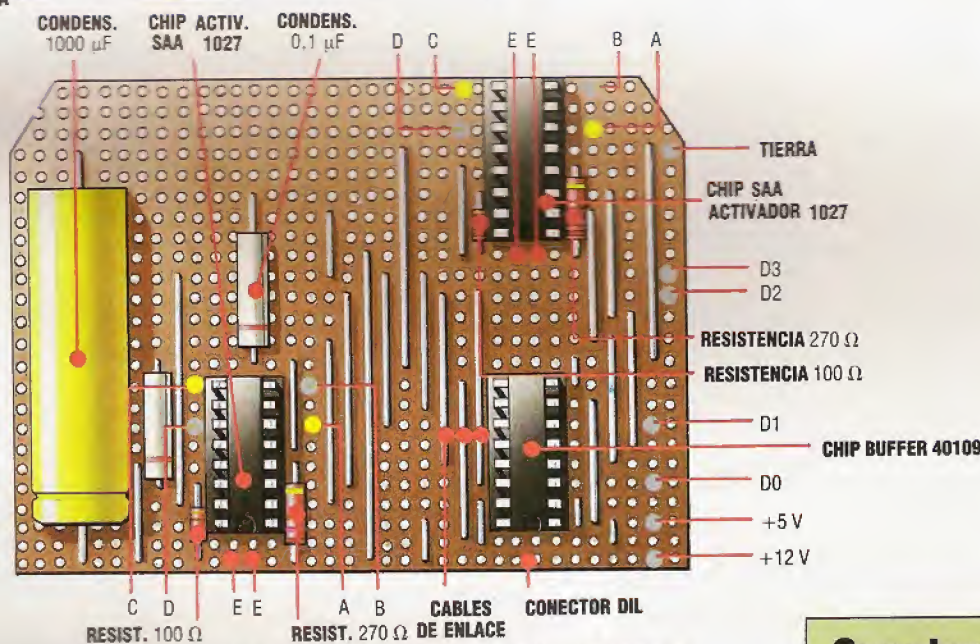 CONDENS.
1000 µF
CHIP ACTIV.
SAA 1027
CONDENS.
0.1 µF
D
C
E E
B
A
TIERRA
CHIP SAA
ACTIVADOR 1027
D3
D2
RESISTENCIA 270 Ω
RESISTENCIA 100 Ω
D1
CHIP BUFFER 40109
D0
+5 V
+12 V
C
D
E E
A
B
CABLES
DE ENLACE
CONECTOR DIL
RESIST. 100 Ω
RESIST. 270 Ω